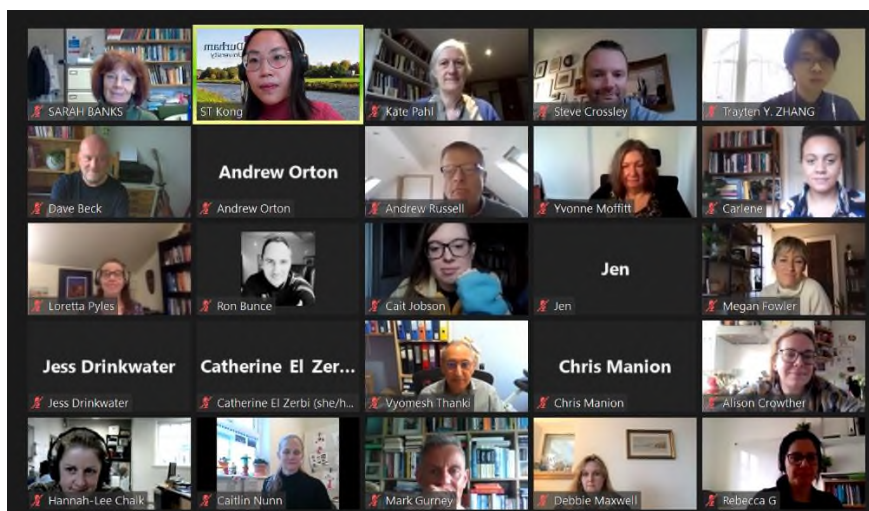 SARAH BANKS
Durham
University
ST Kong
Kate Pahl
Steve Crossley
Trayten Y. ZHANG
Dave Beck
Andrew Orton
Andrew Orton
Andrew Russell
Yvonne Moffitt
Carlene
Loretta Pyles
Ron Bunce
Cait Jobson
Jen
Jen
Megan Fowler
Jess Drinkwater
Jess Drinkwater
Catherine El Zer...
Catherine El Zerbi (she/h...
Vyomesh Thanki
Chris Manion
Chris Manion
Alison Crowther
Hannah-Lee Chalk
Caitlin Nunn
Mark Gurney
Debbie Maxwell
Rebecca G